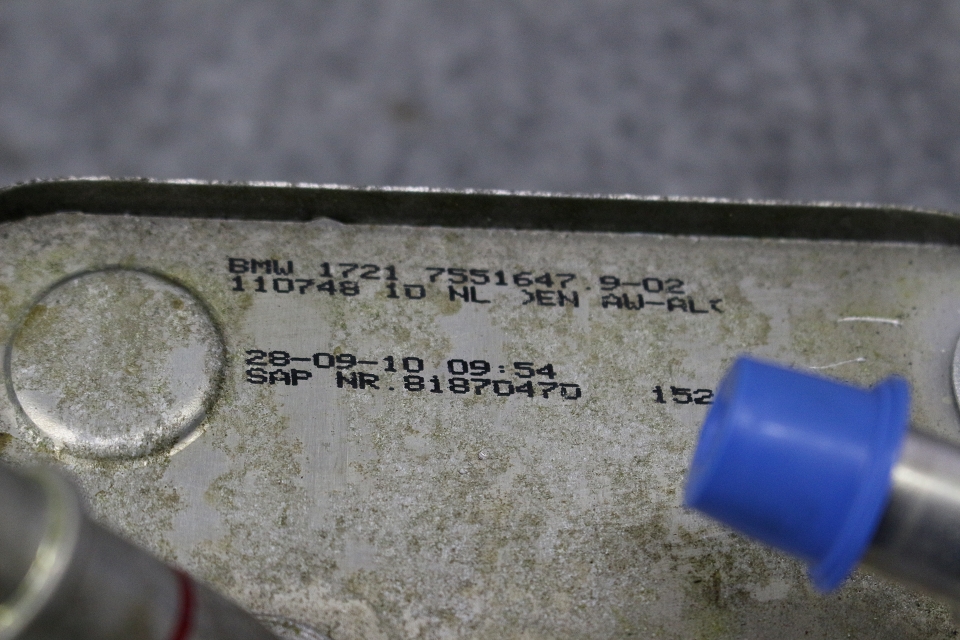 BMW 1721 7551647.9-02
110748 10 NL >EN AW-AL<
28-09-10 09:54
SAP NR.81870470 152